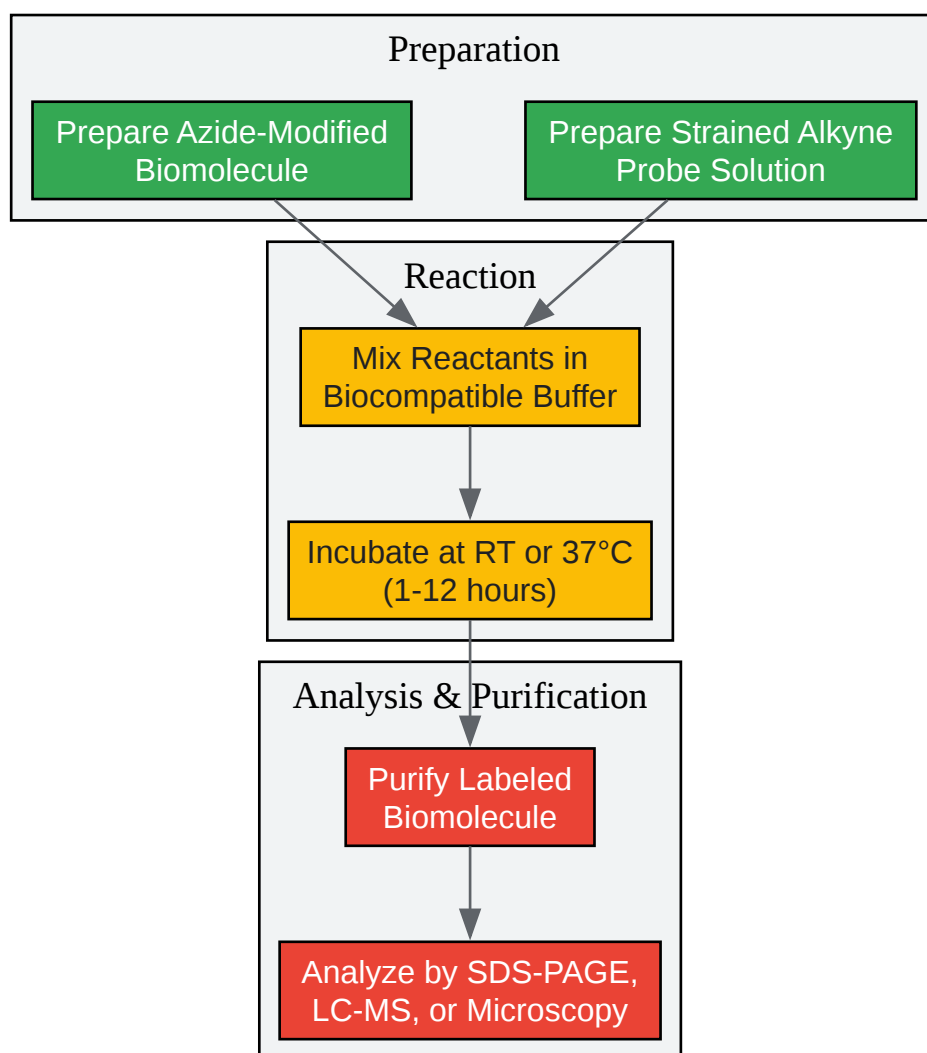 Preparation
Prepare Azide-Modified
Biomolecule
Prepare Strained Alkyne
Probe Solution
Reaction
Mix Reactants in
Biocompatible Buffer
Incubate at RT or 37°C
(1-12 hours)
Analysis & Purification
Purify Labeled
Biomolecule
Analyze by SDS-PAGE,
LC-MS, or Microscopy